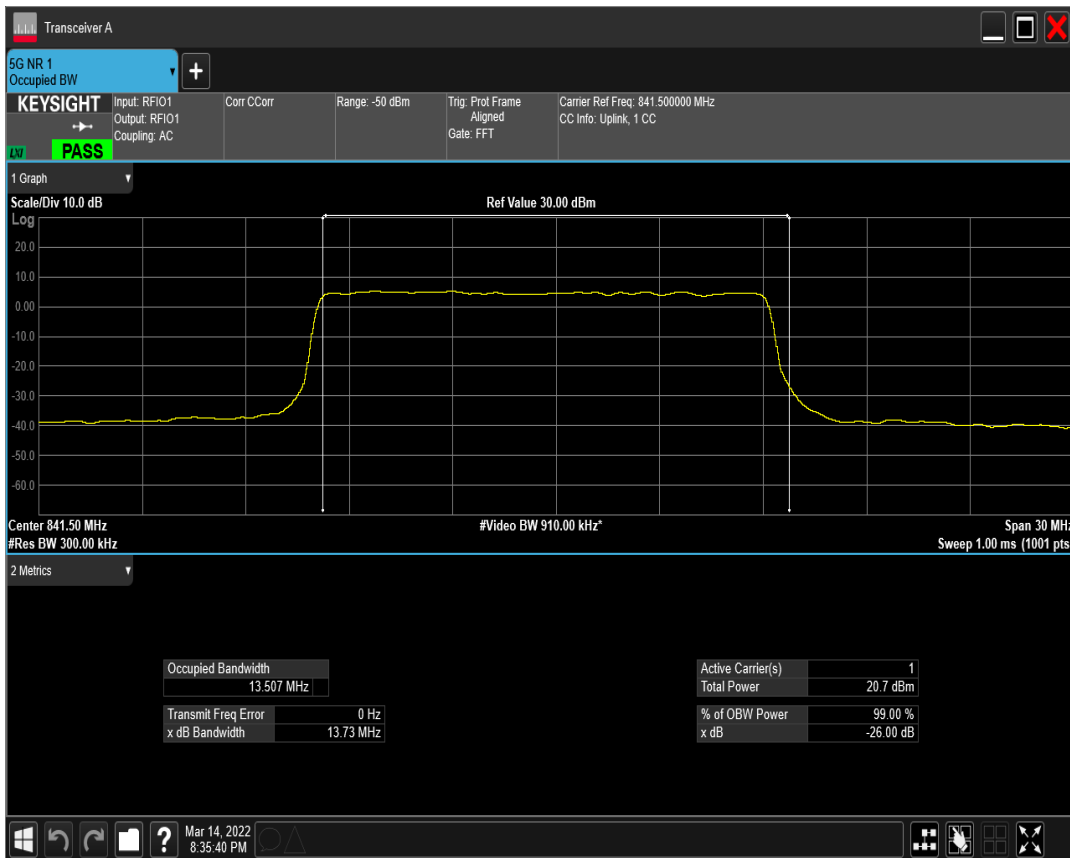 Transceiver A
5G NR 1
Occupied BW
+
KEYSIGHT
LXI
PASS
Input: RFIO1
Output: RFIO1
Coupling: AC
Corr CCorr
Range: -50 dBm
Trig: Prot Frame
Aligned
Gate: FFT
Carrier Ref Freq: 841.500000 MHz
CC Info: Uplink, 1 CC
1 Graph
Scale/Div 10.0 dB
Ref Value 30.00 dBm
Log
20.0
10.0
0.00
-10.0
-20.0
-30.0
-40.0
-50.0
-60.0
Center 841.50 MHz
#Video BW 910.00 kHz*
Span 30 MHz
#Res BW 300.00 kHz
Sweep 1.00 ms (1001 pts
2 Metrics
Occupied Bandwidth
13.507 MHz
Transmit Freq Error 0 Hz
x dB Bandwidth 13.73 MHz
Active Carrier(s) 1
Total Power 20.7 dBm
% of OBW Power 99.00 %
x dB -26.00 dB
?
Mar 14, 2022
8:35:40 PM